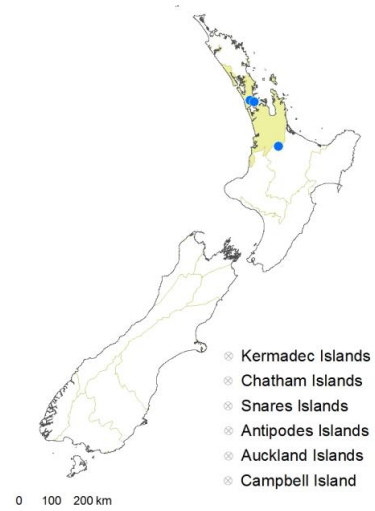 Kermadec Islands
Chatham Islands
Snares Islands
Antipodes Islands
Auckland Islands
Campbell Island
0 100 200 km